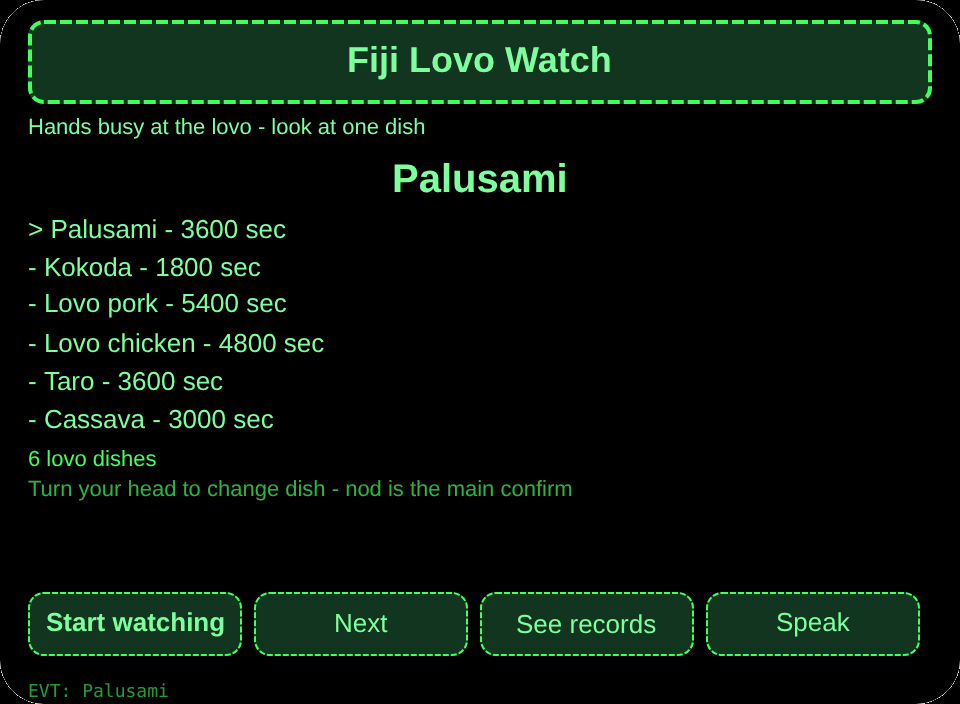 Fiji Lovo Watch
Hands busy at the lovo - look at one dish
Palusami
> Palusami - 3600 sec
- Kokoda - 1800 sec
- Lovo pork - 5400 sec
- Lovo chicken - 4800 sec
- Taro - 3600 sec
- Cassava - 3000 sec
6 lovo dishes
Turn your head to change dish - nod is the main confirm
Start watching
Next
See records
Speak
EVT: Palusami